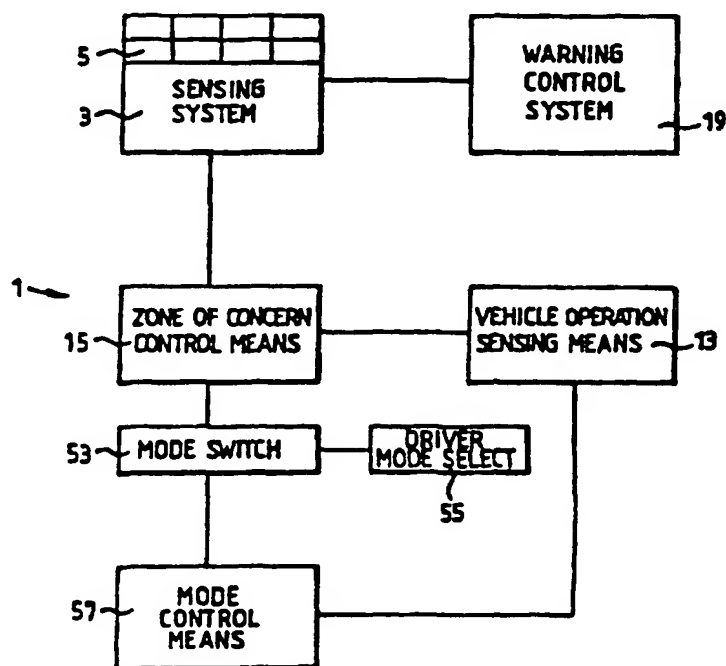 5
SENSING
SYSTEM
3
WARNING
CONTROL
SYSTEM
19
1
ZONE OF CONCERN
CONTROL MEANS
15
VEHICLE OPERATION
SENSING MEANS
13
MODE SWITCH
53
DRIVER
MODE SELECT
55
MODE
CONTROL
MEANS
57